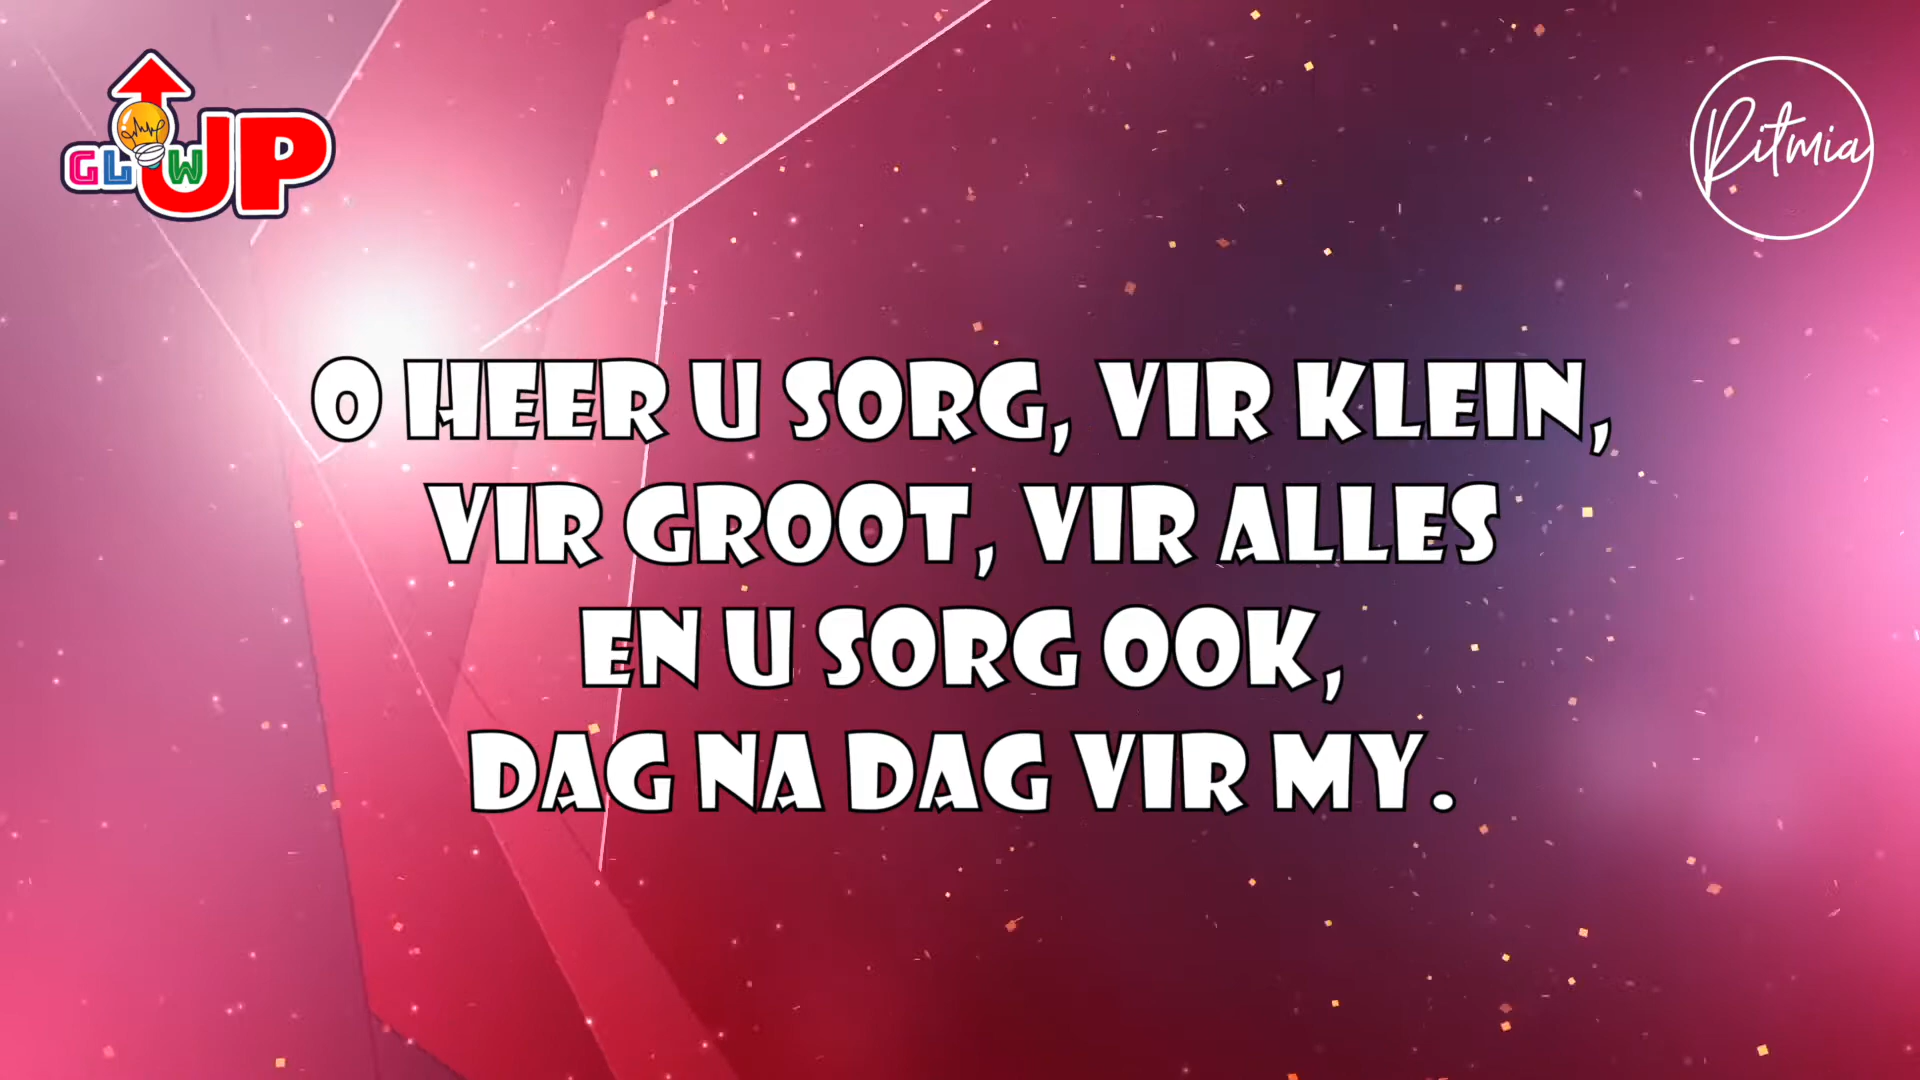 GLOW UP
Ritmia
O HEER U SORG, VIR KLEIN,
VIR GROOT, VIR ALLES
EN U SORG OOK,
DAG NA DAG VIR MY.